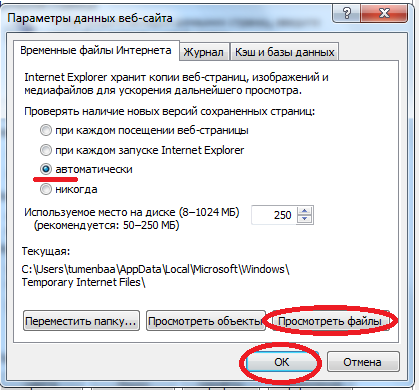 Параметры данных веб-сайта
Временные файлы Интернета
Журнал
Кэш и базы данных
Internet Explorer хранит копии веб-страниц, изображений и
медиафайлов для ускорения дальнейшего просмотра.
Проверять наличие новых версий сохраненных страниц:
при каждом посещении веб-страницы
при каждом запуске Internet Explorer
автоматически
никогда
Используемое место на диске (8–1024 МБ)
250
(рекомендуется: 50–250 МБ)
Текущая:
C:\Users\tumenbaa\AppData\Local\Microsoft\Windows\
Temporary Internet Files\
Переместить папку...
Просмотреть объекты
Просмотреть файлы
OK
Отмена